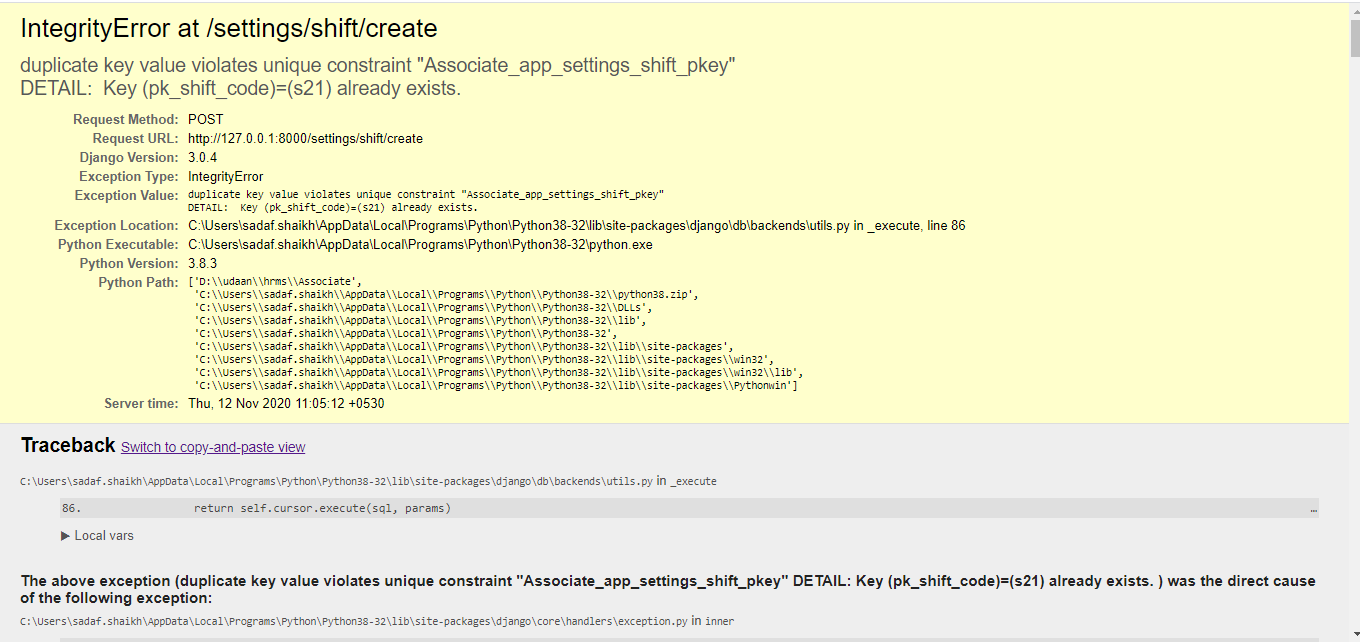 IntegrityError at /settings/shift/create
duplicate key value violates unique constraint "Associate_app_settings_shift_pkey"
DETAIL:  Key (pk_shift_code)=(s21) already exists.
Request Method: POST
Request URL: http://127.0.0.1:8000/settings/shift/create
Django Version: 3.0.4
Exception Type: IntegrityError
Exception Value: duplicate key value violates unique constraint "Associate_app_settings_shift_pkey"
DETAIL:  Key (pk_shift_code)=(s21) already exists.
Exception Location: C:\Users\sadaf.shaikh\AppData\Local\Programs\Python\Python38-32\lib\site-packages\django\db\backends\utils.py in _execute, line 86
Python Executable: C:\Users\sadaf.shaikh\AppData\Local\Programs\Python\Python38-32\python.exe
Python Version: 3.8.3
Python Path: ['D:\\udaan\\hrms\\Associate',
'C:\\Users\\sadaf.shaikh\\AppData\\Local\\Programs\\Python\\Python38-32\\python38.zip',
'C:\\Users\\sadaf.shaikh\\AppData\\Local\\Programs\\Python\\Python38-32\\DLLs',
'C:\\Users\\sadaf.shaikh\\AppData\\Local\\Programs\\Python\\Python38-32\\lib',
'C:\\Users\\sadaf.shaikh\\AppData\\Local\\Programs\\Python\\Python38-32',
'C:\\Users\\sadaf.shaikh\\AppData\\Local\\Programs\\Python\\Python38-32\\lib\\site-packages',
'C:\\Users\\sadaf.shaikh\\AppData\\Local\\Programs\\Python\\Python38-32\\lib\\site-packages\\win32',
'C:\\Users\\sadaf.shaikh\\AppData\\Local\\Programs\\Python\\Python38-32\\lib\\site-packages\\win32\\lib',
'C:\\Users\\sadaf.shaikh\\AppData\\Local\\Programs\\Python\\Python38-32\\lib\\site-packages\\Pythonwin']
Server time: Thu, 12 Nov 2020 11:05:12 +0530
Traceback Switch to copy-and-paste view
C:\Users\sadaf.shaikh\AppData\Local\Programs\Python\Python38-32\lib\site-packages\django\db\backends\utils.py in _execute
86. return self.cursor.execute(sql, params) …
▶ Local vars
The above exception (duplicate key value violates unique constraint "Associate_app_settings_shift_pkey" DETAIL: Key (pk_shift_code)=(s21) already exists. ) was the direct cause
of the following exception:
C:\Users\sadaf.shaikh\AppData\Local\Programs\Python\Python38-32\lib\site-packages\django\core\handlers\exception.py in inner